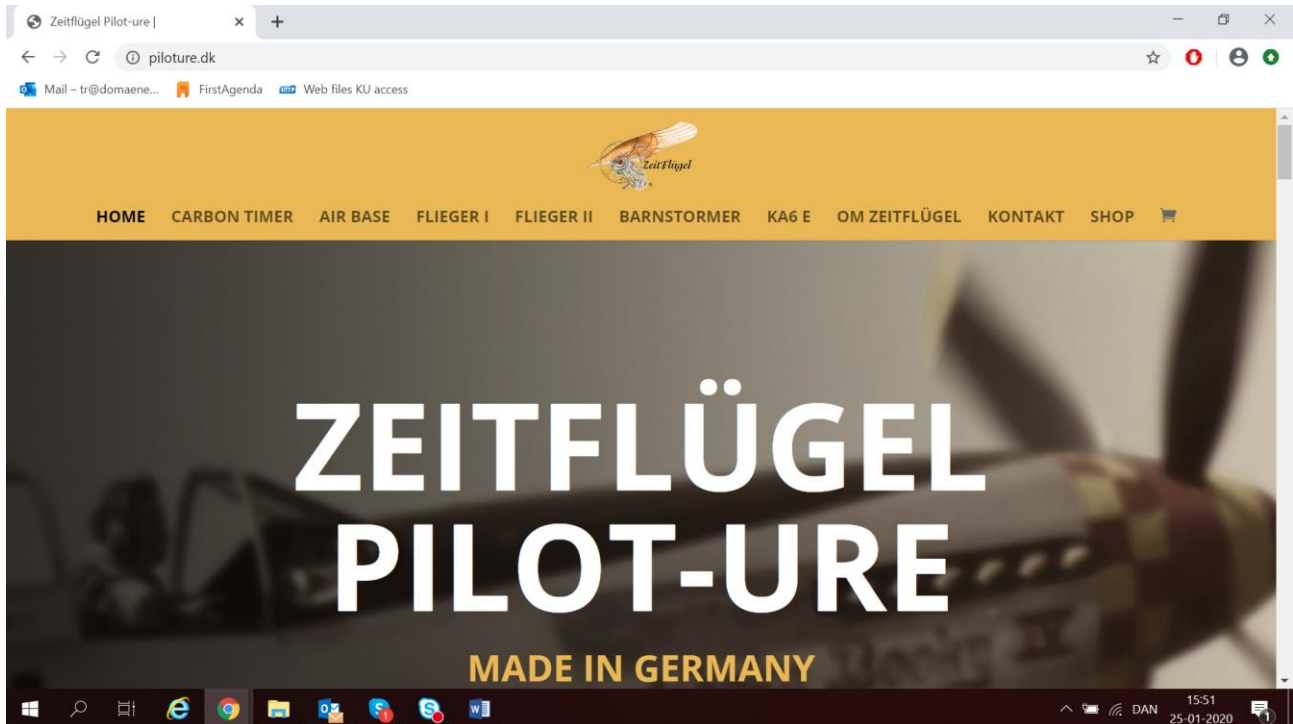 Zeitflügel Pilot-ure |
piloture.dk
Mail – tr@domaene... FirstAgenda Web files KU access
ZeitFlügel
HOME CARBON TIMER AIR BASE FLIEGER I FLIEGER II BARNSTORMER KA6 E OM ZEITFLÜGEL KONTAKT SHOP
ZEITFLÜGEL
PILOT-URE
MADE IN GERMANY
DAN 15:51
25-01-2020